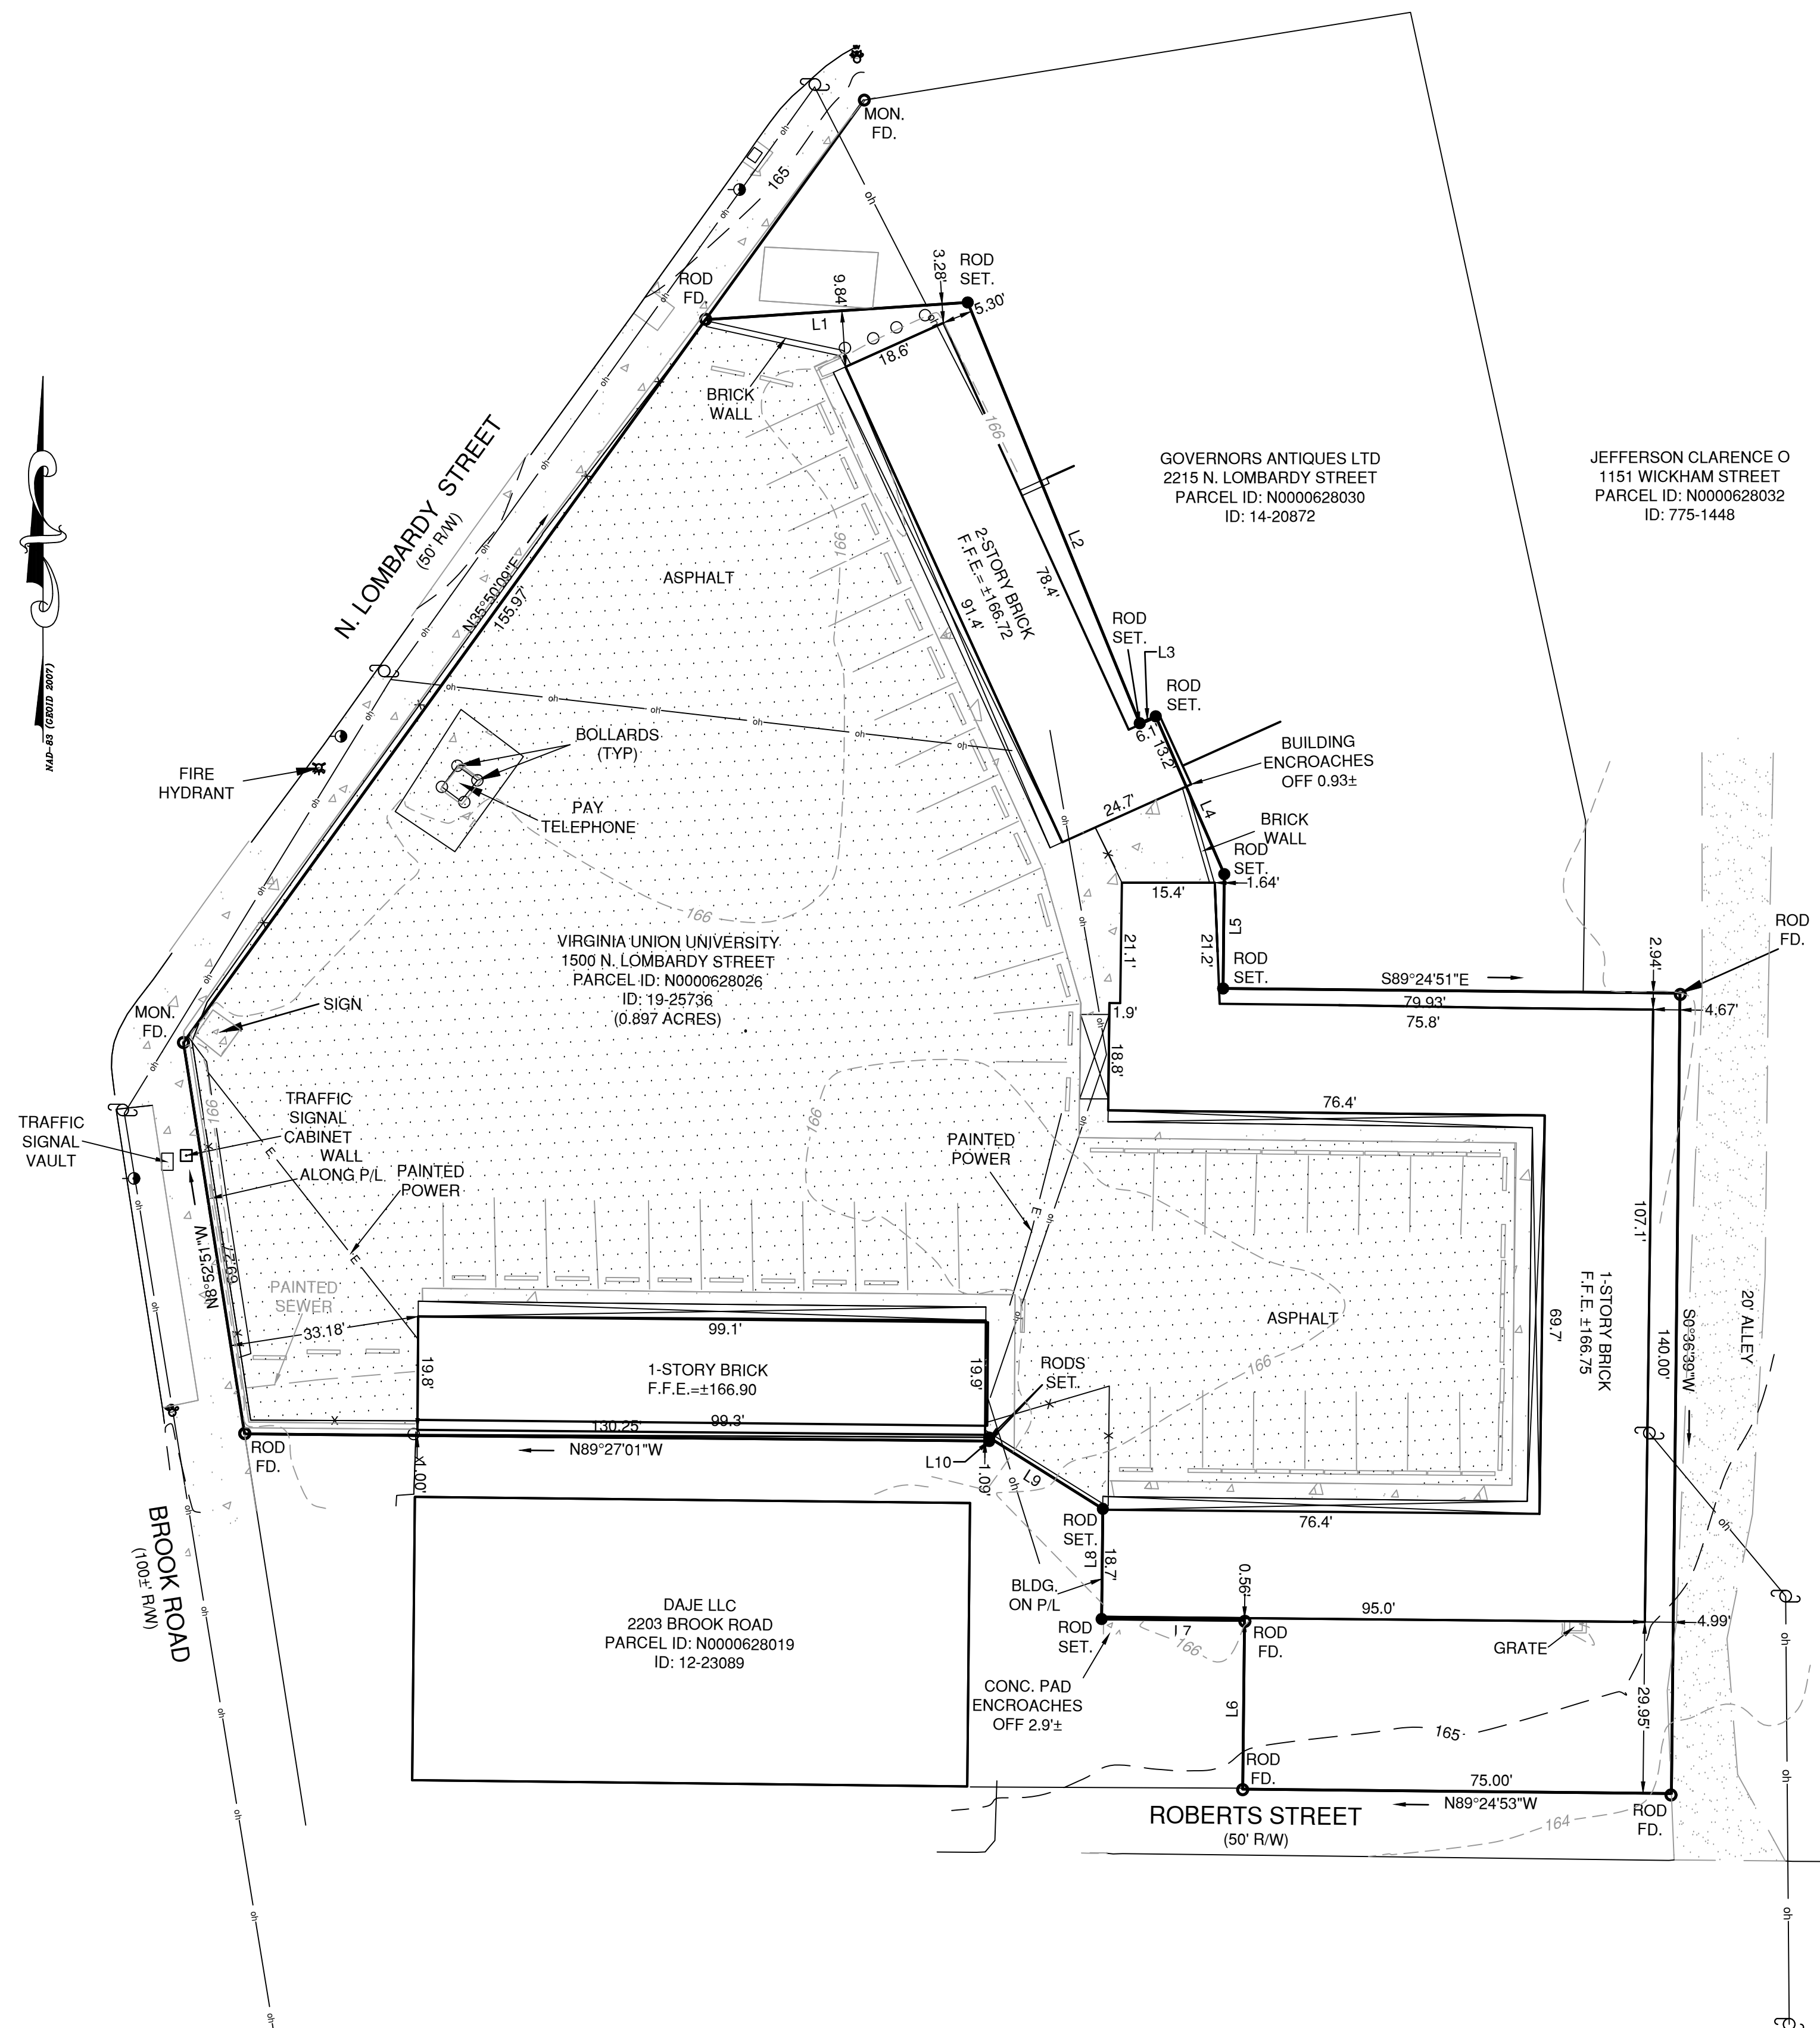 MON.
FD.
165
ROD
FD.
9.84'
3.28'
ROD
SET.
5.30'
L1
18.6'
BRICK
WALL
166
N. LOMBARDY STREET
(50' R/W)
GOVERNORS ANTIQUES LTD
2215 N. LOMBARDY STREET
PARCEL ID: N0000628030
ID: 14-20872
JEFFERSON CLARENCE O
1151 WICKHAM STREET
PARCEL ID: N0000628032
ID: 775-1448
NAD-83 (GEOID 2007)
N35°50'09"E
155.97'
ASPHALT
166
2-STORY BRICK
F.F.E.= ±166.72
91.4'
78.4'
L2
ROD
SET.
L3
ROD
SET.
13.2'
BUILDING
ENCROACHES
OFF 0.93±
24.7'
L4
BRICK
WALL
ROD
SET.
1.64'
15.4'
FIRE
HYDRANT
BOLLARDS
(TYP)
PAY
TELEPHONE
166
VIRGINIA UNION UNIVERSITY
1500 N. LOMBARDY STREET
PARCEL ID: N0000628026
ID: 19-25736
(0.897 ACRES)
21.1'
21.2'
L5
ROD
SET.
S89°24'51"E
79.93'
75.8'
2.94'
4.67'
ROD
FD.
1.9'
18.8'
76.4'
MON.
FD.
SIGN
166
TRAFFIC
SIGNAL
VAULT
TRAFFIC
SIGNAL
CABINET
WALL
ALONG P/L
PAINTED
POWER
E
E
N8°52'51"W
69.27'
PAINTED
SEWER
33.18'
166
PAINTED
POWER
E
99.1'
19.8'
1-STORY BRICK
F.F.E.=±166.90
19.9'
99.3'
130.25'
N89°27'01"W
RODS
SET.
L10
1.00'
1.09'
L9
ASPHALT
166
69.7'
1-STORY BRICK
F.F.E. ±166.75
107.1'
140.00'
S0°36'39"W
20' ALLEY
76.4'
ROD
FD.
ROD
SET.
18.7'
L8
BLDG.
ON P/L
0.56'
95.0'
4.99'
ROD
SET.
L7
ROD
FD.
166
GRATE
CONC. PAD
ENCROACHES
OFF 2.9'±
L6
29.95'
165
BROOK ROAD
(100±' R/W)
DAJE LLC
2203 BROOK ROAD
PARCEL ID: N0000628019
ID: 12-23089
ROD
FD.
75.00'
N89°24'53"W
ROD
FD.
164
ROBERTS STREET
(50' R/W)